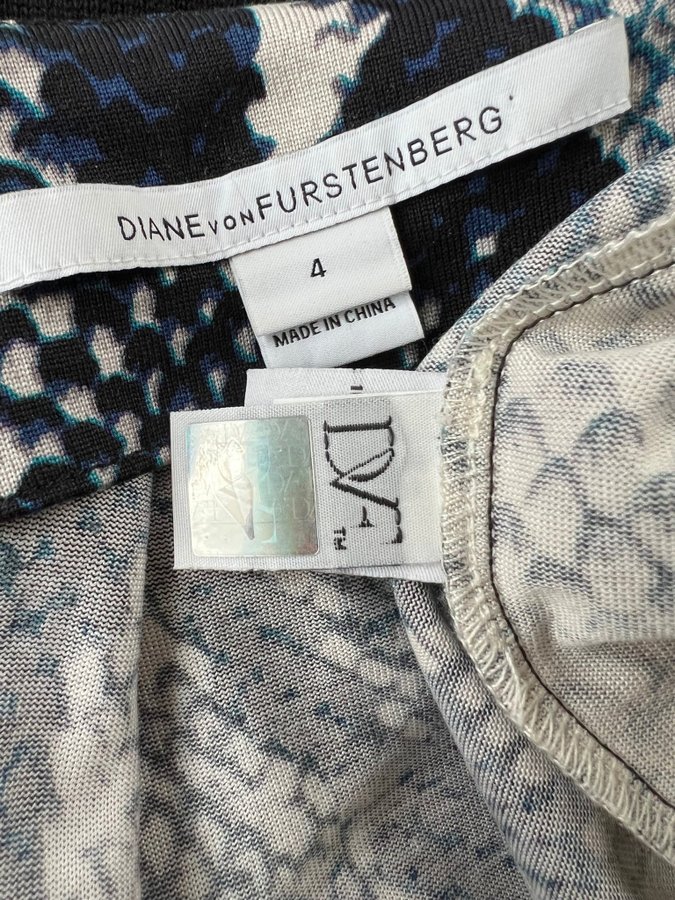 DIANE VON FURSTENBERG
4
MADE IN CHINA
DVF
™